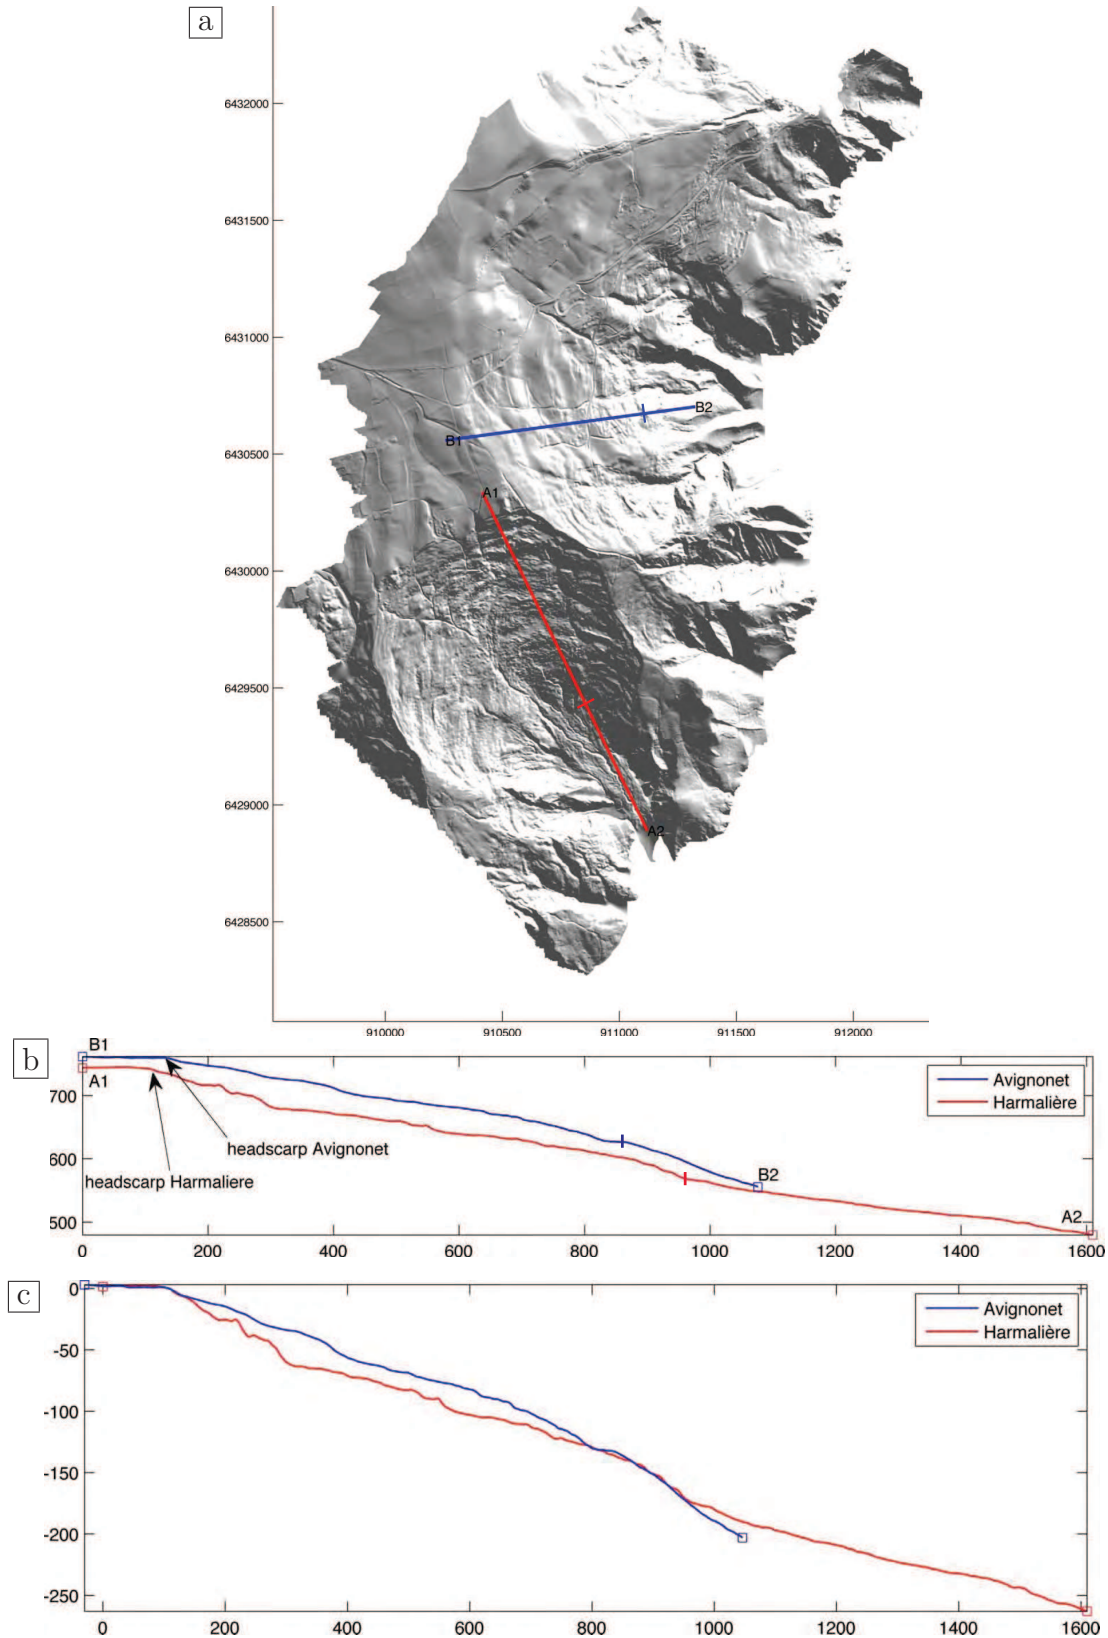 a
6432000
6431500
6431000
6430500
6430000
6429500
6429000
6428500
B1
B2
A1
A2
910000 910500 911000 911500 912000
b
B1
A1
700
600
500
headscarp Avignonet
headscarp Harmaliere
Avignonet
Harmalière
B2
A2
0 200 400 600 800 1000 1200 1400 1600
c
0
-50
-100
-150
-200
-250
Avignonet
Harmalière
0 200 400 600 800 1000 1200 1400 1600